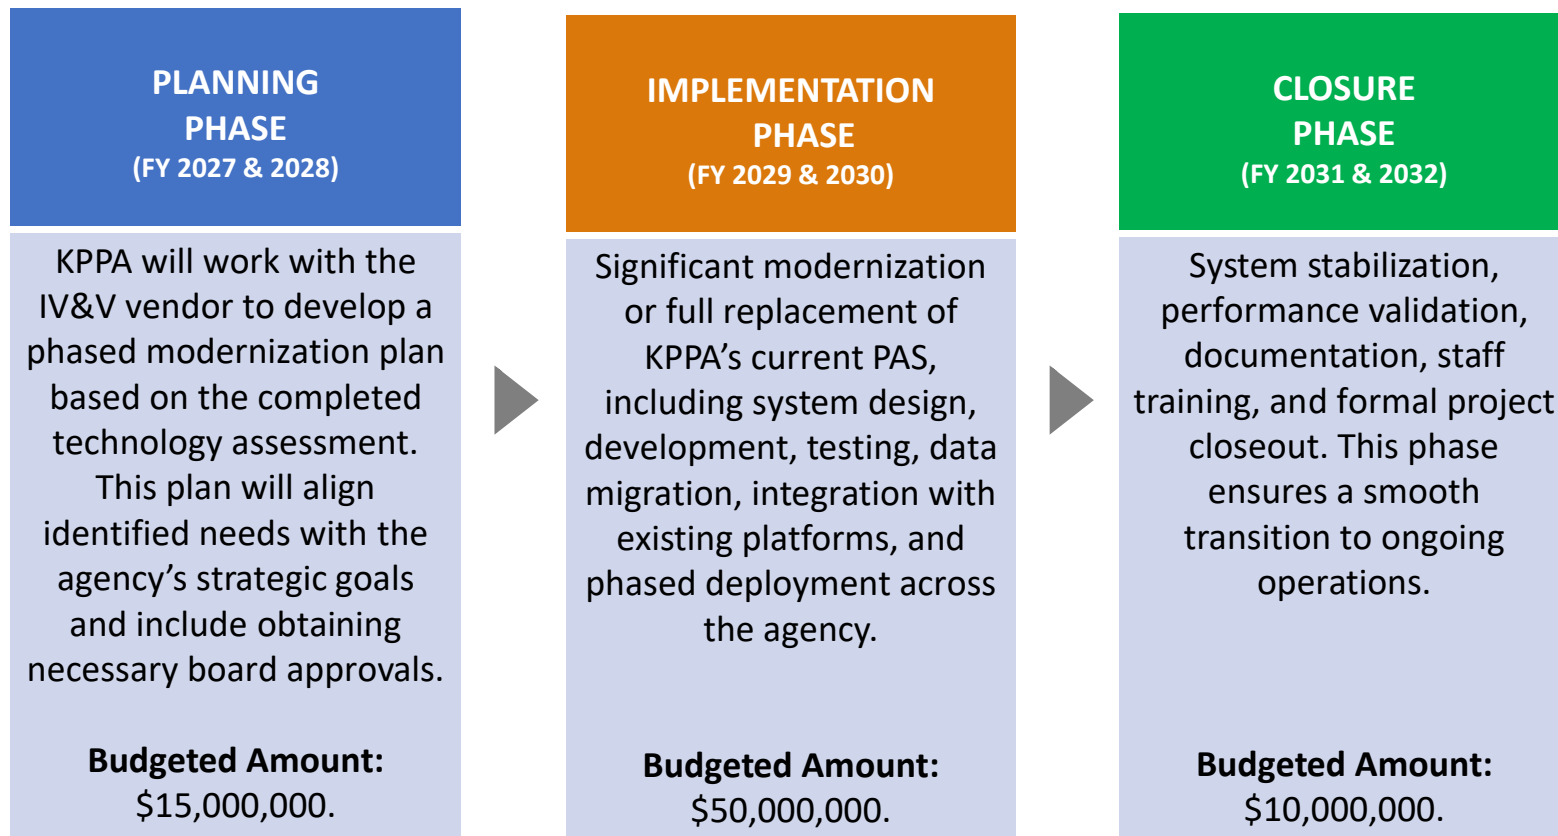 PLANNING
PHASE
(FY 2027 & 2028)
KPPA will work with the
IV&V vendor to develop a
phased modernization plan
based on the completed
technology assessment.
This plan will align
identified needs with the
agency’s strategic goals
and include obtaining
necessary board approvals.
Budgeted Amount:
$15,000,000.
IMPLEMENTATION
PHASE
(FY 2029 & 2030)
Significant modernization
or full replacement of
KPPA’s current PAS,
including system design,
development, testing, data
migration, integration with
existing platforms, and
phased deployment across
the agency.
Budgeted Amount:
$50,000,000.
CLOSURE
PHASE
(FY 2031 & 2032)
System stabilization,
performance validation,
documentation, staff
training, and formal project
closeout. This phase
ensures a smooth
transition to ongoing
operations.
Budgeted Amount:
$10,000,000.